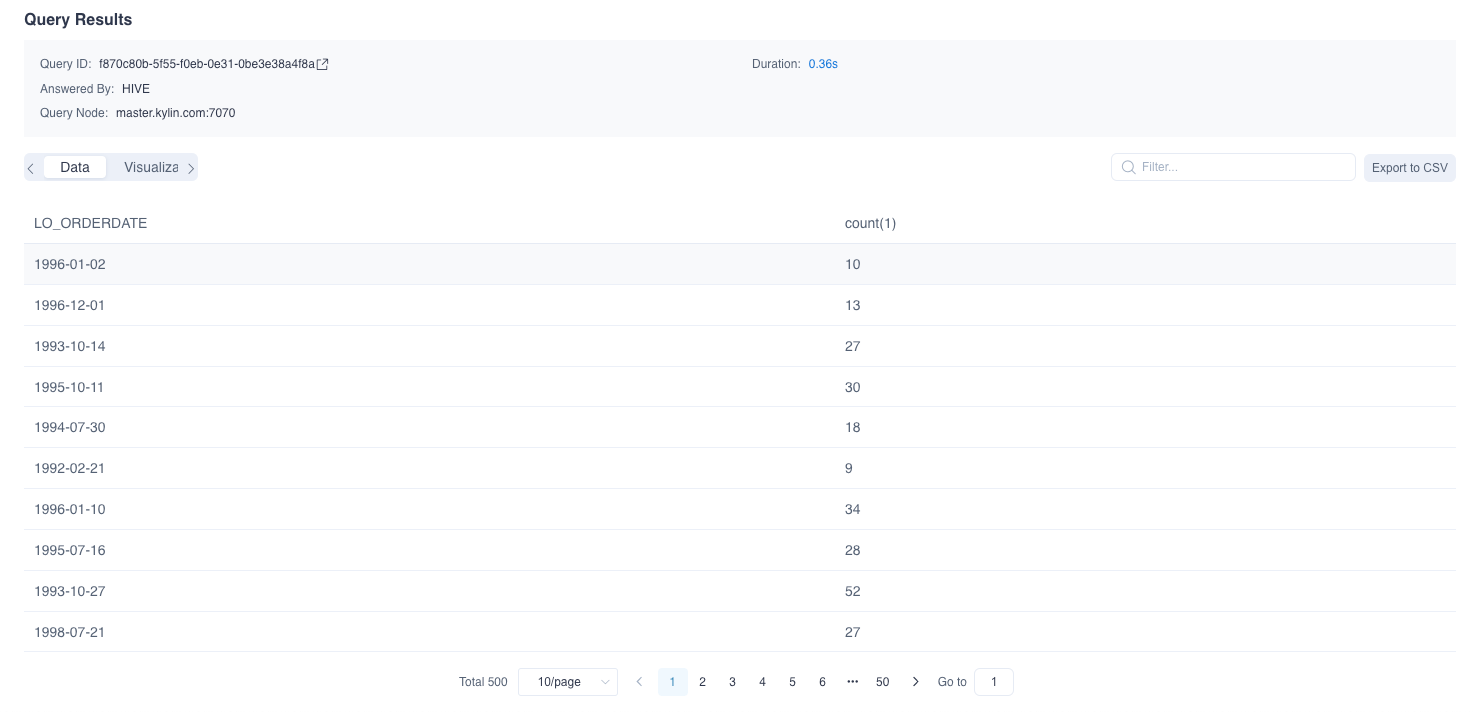 Query Results
Query ID: f870c80b-5f55-f0eb-0e31-0be3e38a4f8a Duration: 0.36s
Answered By: HIVE
Query Node: master.kylin.com:7070
Data Visualiza Filter... Export to CSV
LO_ORDERDATE count(1)
1996-01-02 10
1996-12-01 13
1993-10-14 27
1995-10-11 30
1994-07-30 18
1992-02-21 9
1996-01-10 34
1995-07-16 28
1993-10-27 52
1998-07-21 27
Total 500 10/page 1 2 3 4 5 6 ··· 50 Go to 1